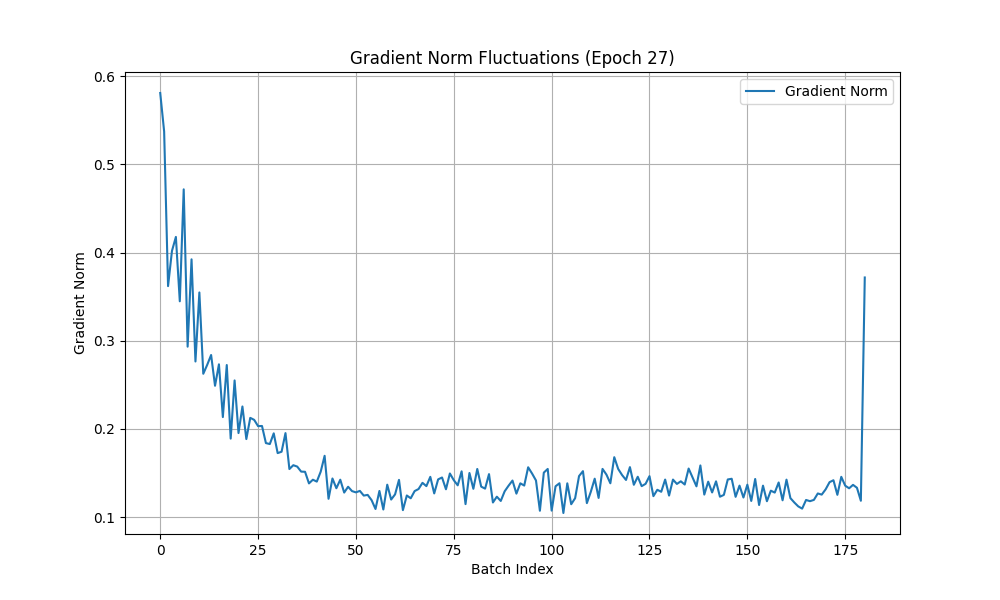 Gradient Norm Fluctuations (Epoch 27)
Gradient Norm
0.6
0.5
0.4
0.3
0.2
0.1
Gradient Norm
0 25 50 75 100 125 150 175
Batch Index